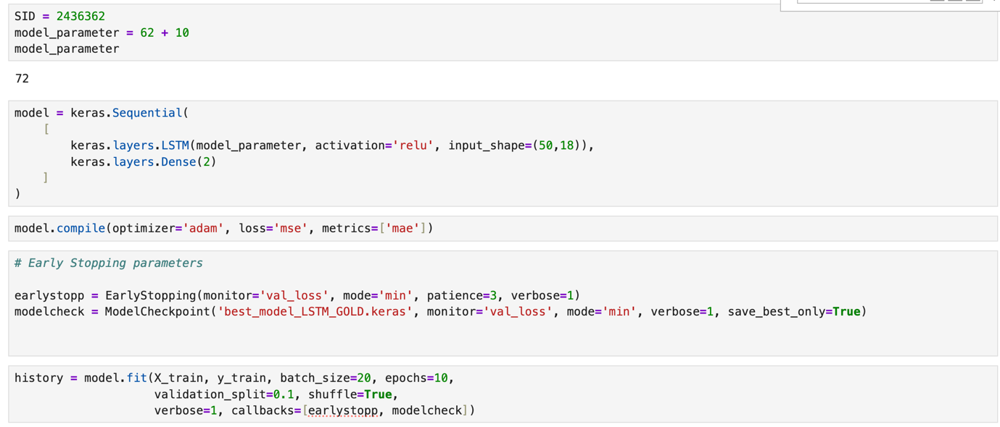 SID = 2436362
model_parameter = 62 + 10
model_parameter
72
model = keras.Sequential(
    [
        keras.layers.LSTM(model_parameter, activation='relu', input_shape=(50,18)),
        keras.layers.Dense(2)
    ]
)
model.compile(optimizer='adam', loss='mse', metrics=['mae'])
# Early Stopping parameters
earlystopp = EarlyStopping(monitor='val_loss', mode='min', patience=3, verbose=1)
modelcheck = ModelCheckpoint('best_model_LSTM_GOLD.keras', monitor='val_loss', mode='min', verbose=1, save_best_only=True)
history = model.fit(X_train, y_train, batch_size=20, epochs=10,
                    validation_split=0.1, shuffle=True,
                    verbose=1, callbacks=[earlystopp, modelcheck])